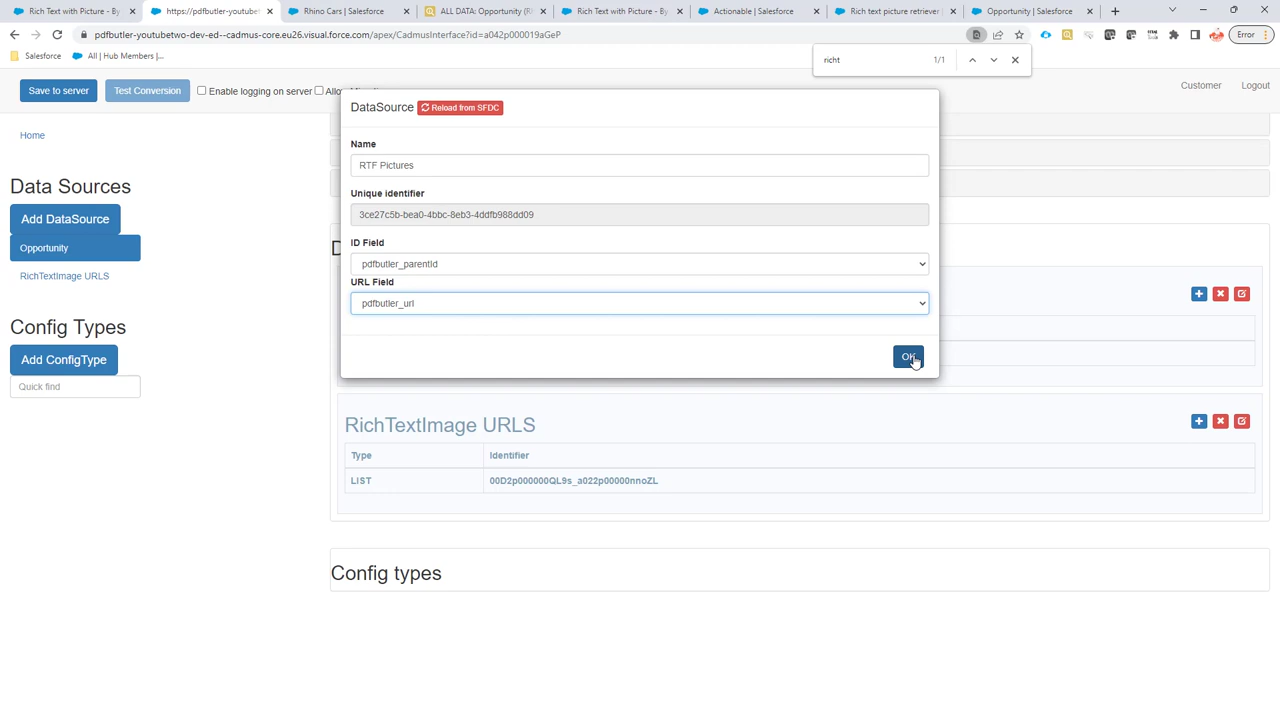 Rich Text with Picture - By
https://pdfbutler-youtubet
Rhino Cars | Salesforce
ALL DATA: Opportunity (RI
Rich Text with Picture - By
Actionable | Salesforce
Rich text picture retriever |
Opportunity | Salesforce
pdfbutler-youtubetwo-dev-ed--cadmus-core.eu26.visual.force.com/apex/CadmusInterface?id=a042p000019aGeP
Error
Salesforce
All | Hub Members |...
richt
1/1
Save to server
Test Conversion
Enable logging on server
Customer
Logout
DataSource
Reload from SFDC
Home
Name
RTF Pictures
Data Sources
Unique identifier
Add DataSource
3ce27c5b-bea0-4bbc-8eb3-4ddfb988dd09
Opportunity
ID Field
pdfbutler_parentId
RichTextImage URLS
URL Field
pdfbutler_url
Config Types
OK
Add ConfigType
Quick find
RichTextImage URLS
Type
Identifier
LIST
00D2p000000QL9s_a022p00000nnoZL
Config types